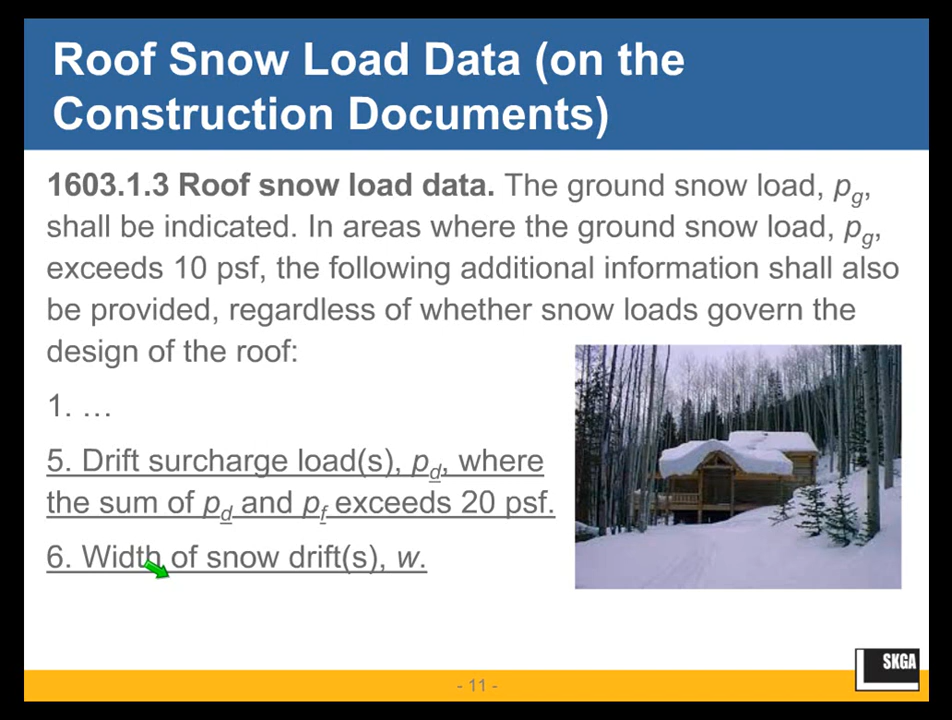 Roof Snow Load Data (on the
Construction Documents)
1603.1.3 Roof snow load data. The ground snow load, pg,
shall be indicated. In areas where the ground snow load, pg,
exceeds 10 psf, the following additional information shall also
be provided, regardless of whether snow loads govern the
design of the roof:
1. …
5. Drift surcharge load(s), pd, where
the sum of pd and pf exceeds 20 psf.
6. Width of snow drift(s), w.
SKGA
- 11 -